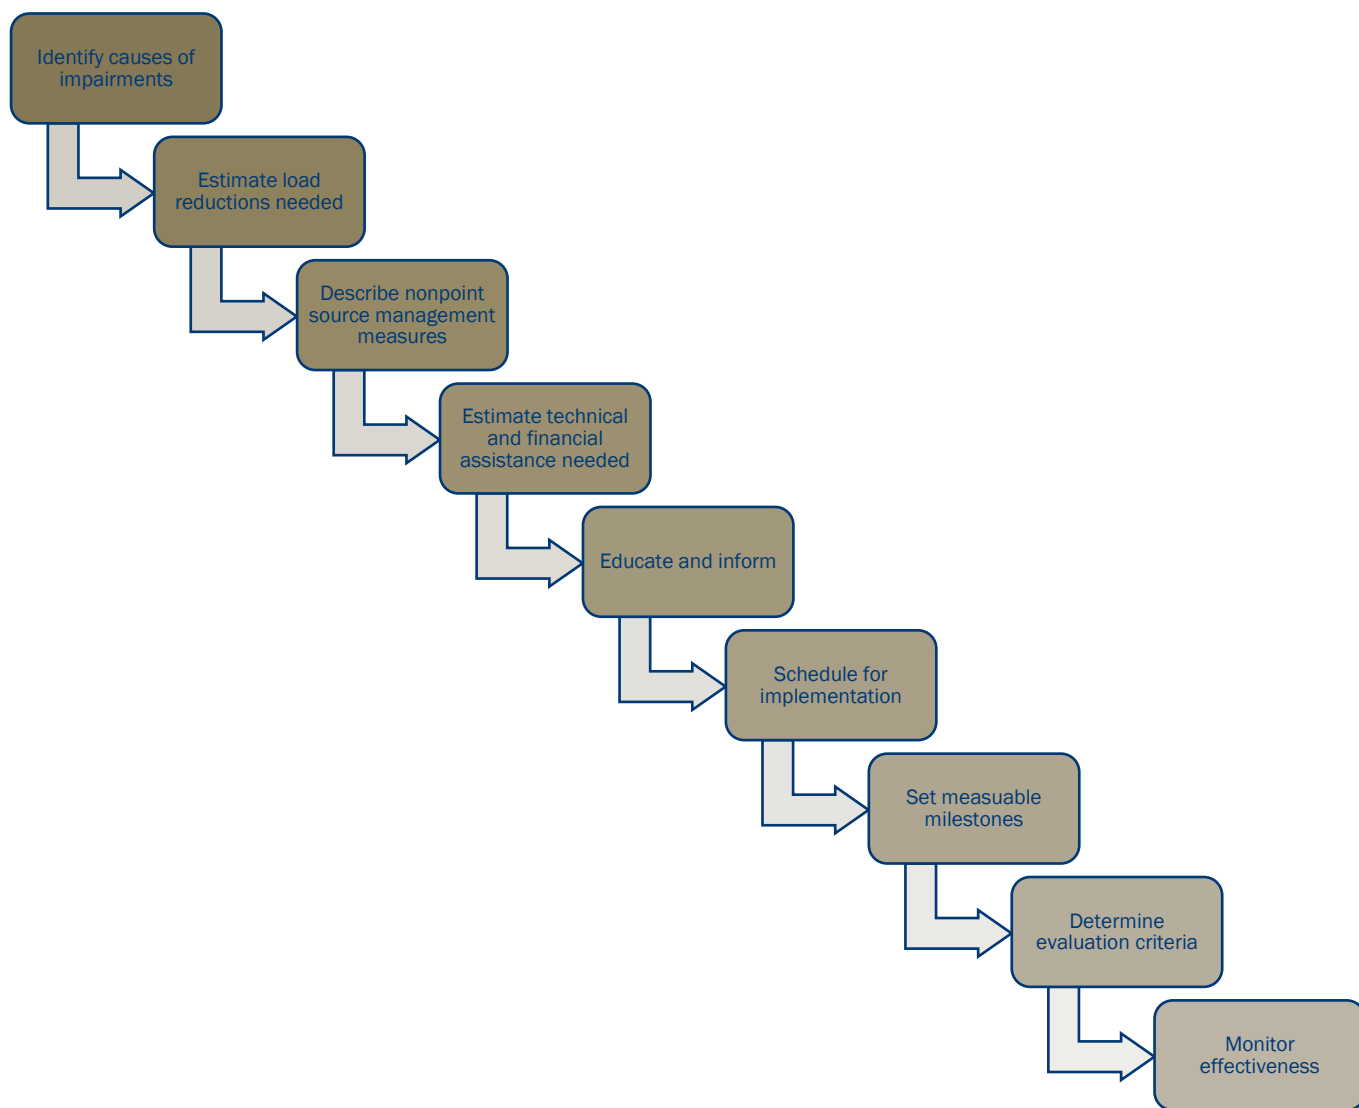 Identify causes of
impairments
Estimate load
reductions needed
Describe nonpoint
source management
measures
Estimate technical
and financial
assistance needed
Educate and inform
Schedule for
implementation
Set measuable
milestones
Determine
evaluation criteria
Monitor
effectiveness